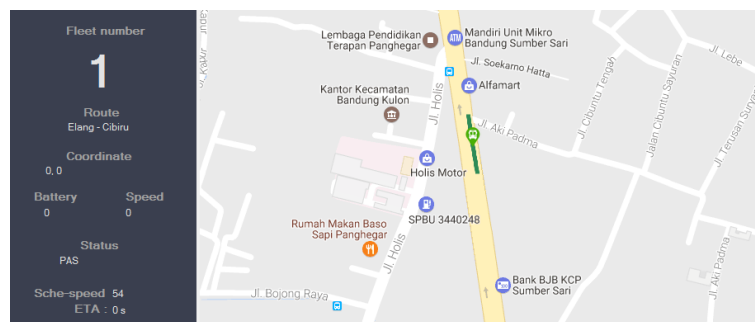 Fleet number
1
Route
Elang - Cibiru
Coordinate
0, 0
Battery
Speed
0
0
Status
PAS
Sche-speed 54
ETA : 0 s
Lembaga Pendidikan
Terapan Panghegar
ATM
Mandiri Unit Mikro
Bandung Sumber Sari
Jl. Soekarno Hatta
Jl. Lebe
Alfamart
Kantor Kecamatan
Bandung Kulon
Jl. Holis
Jl. Aki Padma
Jl. Cibuntu Tengah
Jalan Cibuntu Sayuran
Holis Motor
SPBU 3440248
Rumah Makan Baso
Sapi Panghegar
Jl. Holis
Jl. Aki Padma
Bank BJB KCP
Sumber Sari
Jl. Bojong Raya